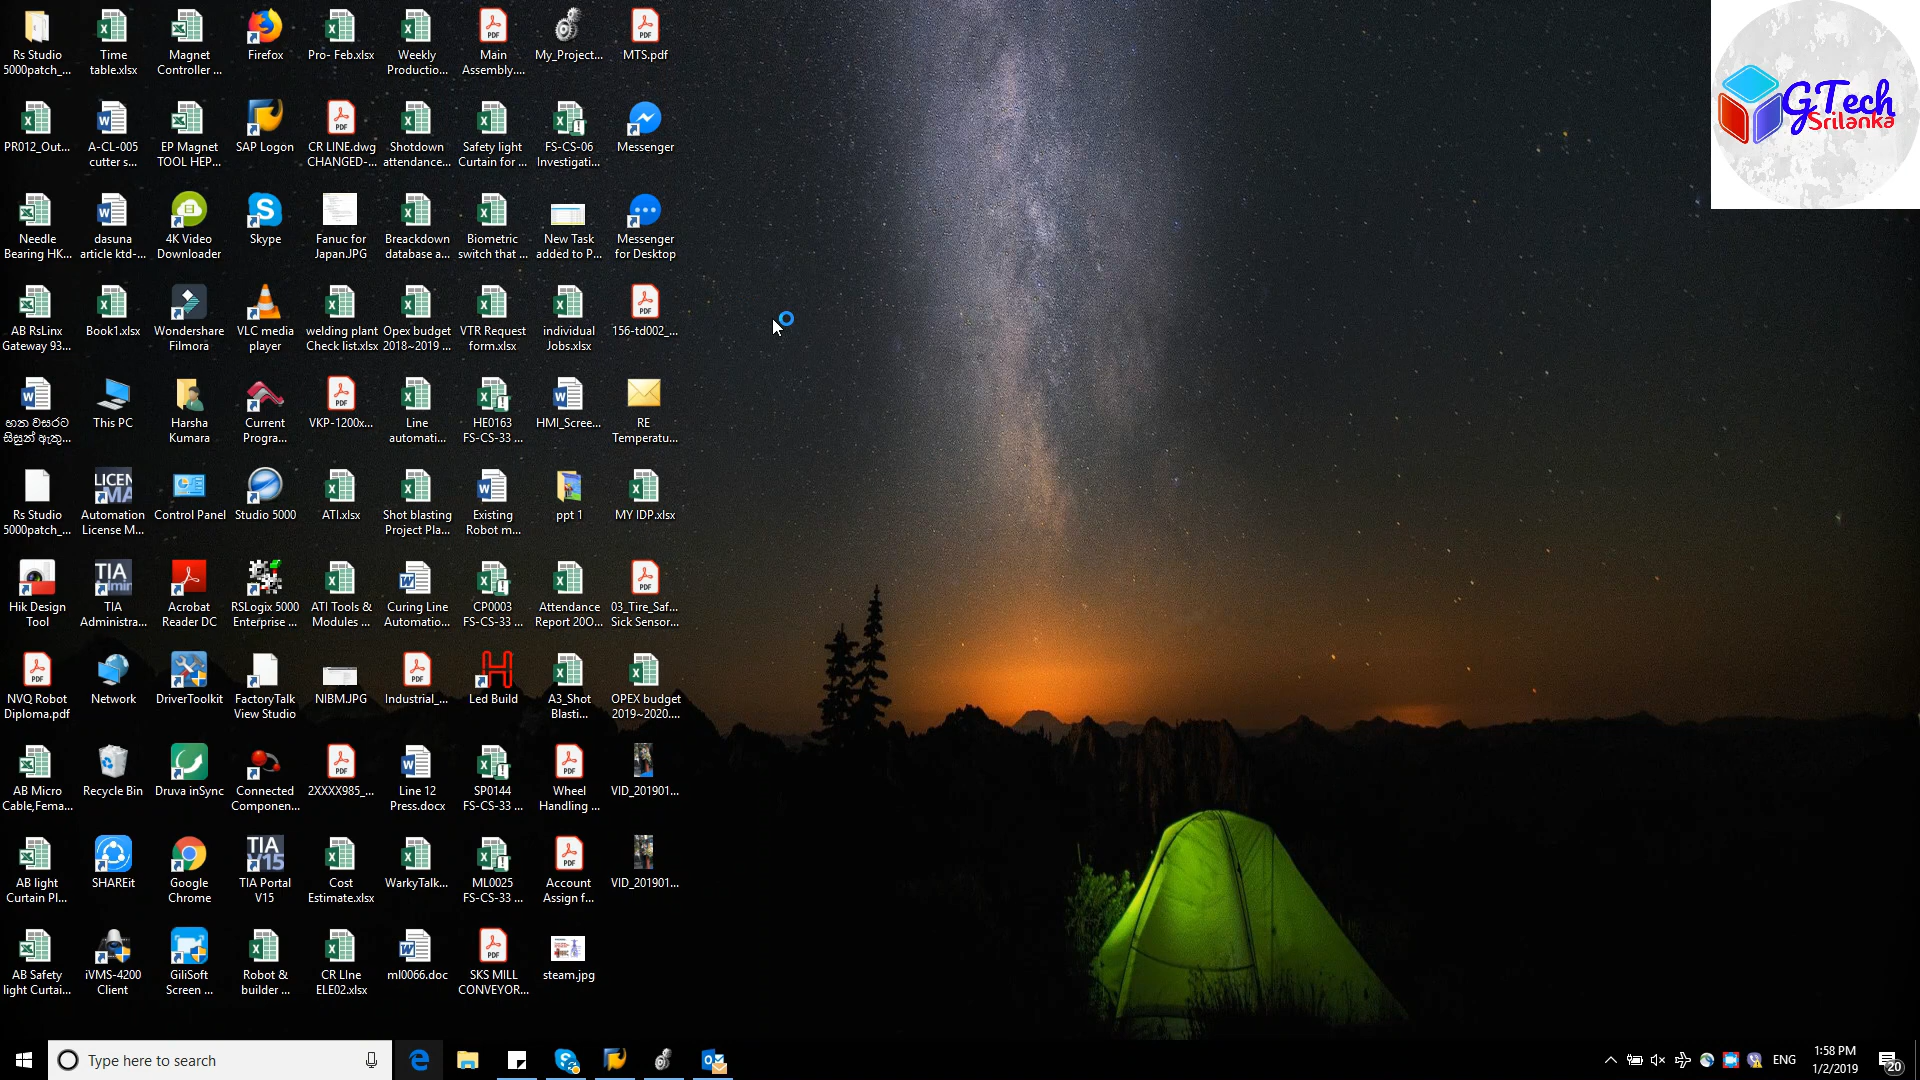 Rs Studio
5000patch_...
Time
table.xlsx
Magnet
Controller ...
Firefox
Pro- Feb.xlsx
Weekly
Productio...
Main
Assembly....
My_Project...
MTS.pdf
PR012_Out...
A-CL-005
cutter s...
EP Magnet
TOOL HEP...
SAP Logon
CR LINE.dwg
CHANGED-...
Shotdown
attendance...
Safety light
Curtain for ...
FS-CS-06
Investigati...
Messenger
Needle
Bearing HK...
dasuna
article ktd-...
4K Video
Downloader
Skype
Fanuc for
Japan.JPG
Breackdown
database a...
Biometric
switch that ...
New Task
added to P...
Messenger
for Desktop
AB RsLinx
Gateway 93...
Book1.xlsx
Wondershare
Filmora
VLC media
player
welding plant
Check list.xlsx
Opex budget
2018~2019 ...
VTR Request
form.xlsx
individual
Jobs.xlsx
156-td002_...
හත වසරට
සිසුන් ඇතු...
This PC
Harsha
Kumara
Current
Progra...
VKP-1200x...
Line
automati...
HE0163
FS-CS-33 ...
HMI_Scree...
RE
Temperatu...
Rs Studio
5000patch_...
Automation
License M...
Control Panel
Studio 5000
ATI.xlsx
Shot blasting
Project Pla...
Existing
Robot m...
ppt 1
MY IDP.xlsx
Hik Design
Tool
TIA
Administra...
Acrobat
Reader DC
RSLogix 5000
Enterprise ...
ATI Tools &
Modules ...
Curing Line
Automatio...
CP0003
FS-CS-33 ...
Attendance
Report 20O...
03_Tire_Saf...
Sick Sensor...
NVQ Robot
Diploma.pdf
Network
DriverToolkit
FactoryTalk
View Studio
NIBM.JPG
Industrial_...
Led Build
A3_Shot
Blasti...
OPEX budget
2019~2020....
AB Micro
Cable,Fema...
Recycle Bin
Druva inSync
Connected
Componen...
2XXXX985_...
Line 12
Press.docx
SP0144
FS-CS-33 ...
Wheel
Handling ...
VID_201901...
AB light
Curtain Pl...
SHAREit
Google
Chrome
TIA Portal
V15
Cost
Estimate.xlsx
WarkyTalk...
ML0025
FS-CS-33 ...
Account
Assign f...
VID_201901...
AB Safety
light Curtai...
iVMS-4200
Client
GiliSoft
Screen ...
Robot &
builder ...
CR LIne
ELE02.xlsx
ml0066.doc
SKS MILL
CONVEYOR...
steam.jpg
GTech
Srilanka
Type here to search
ENG
1:58 PM
1/2/2019
20